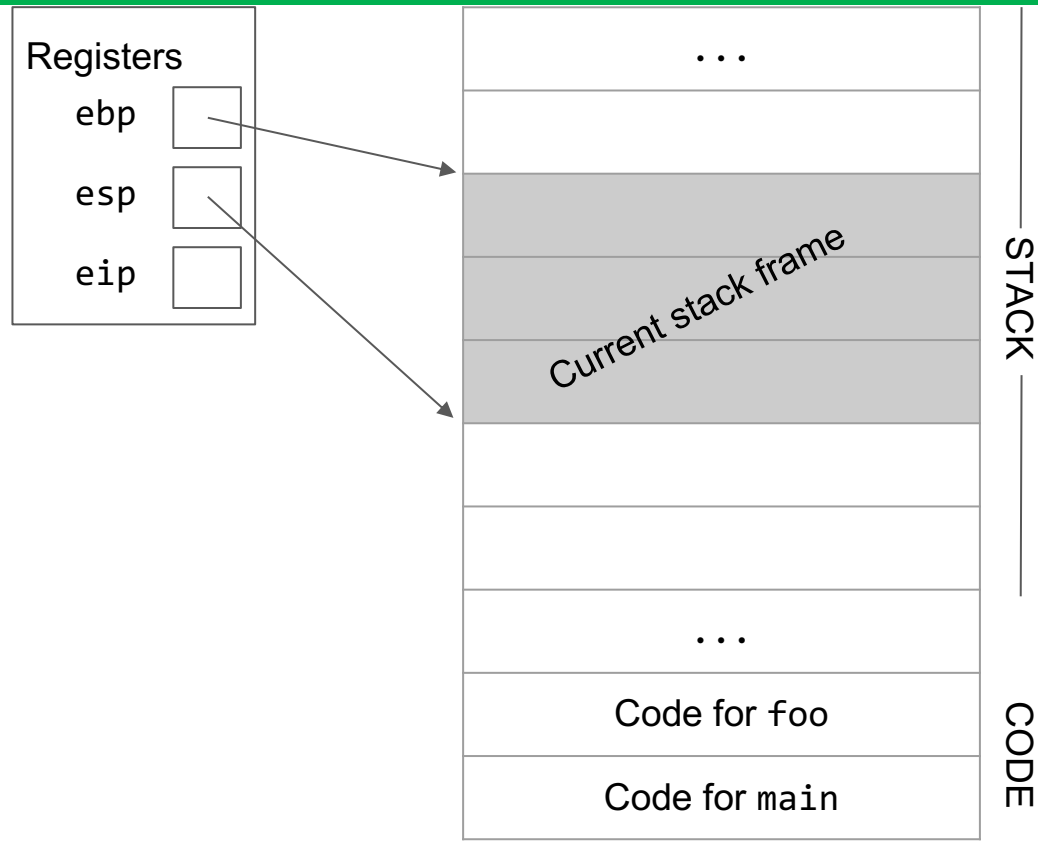 Registers
ebp
esp
eip
...
Current stack frame
...
Code for foo
Code for main
STACK
CODE